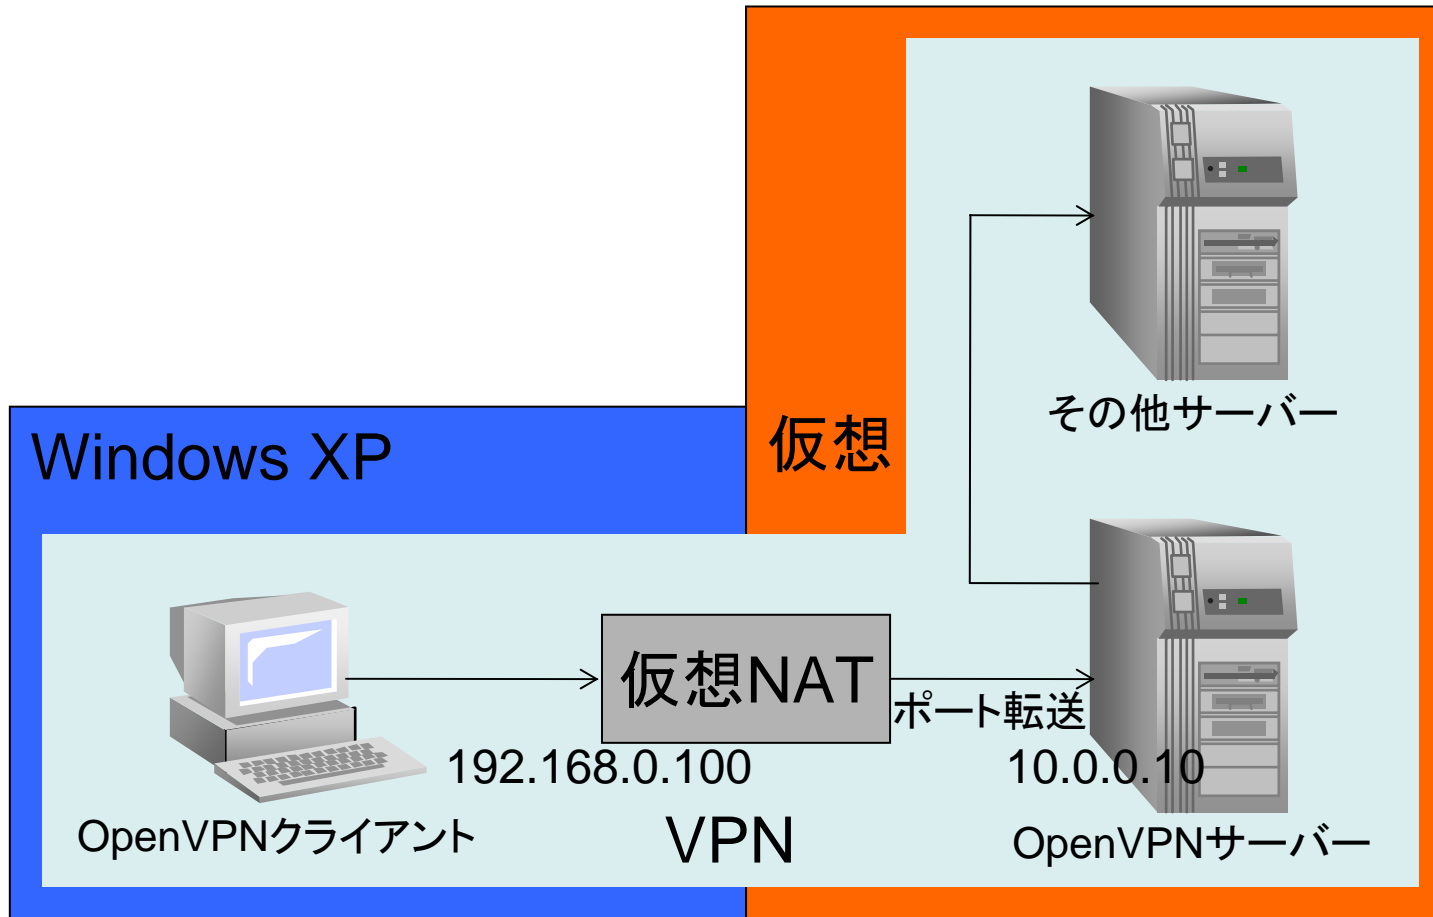 その他サーバー
Windows XP
仮想
仮想NAT
ポート転送
192.168.0.100
10.0.0.10
OpenVPNクライアント
VPN
OpenVPNサーバー